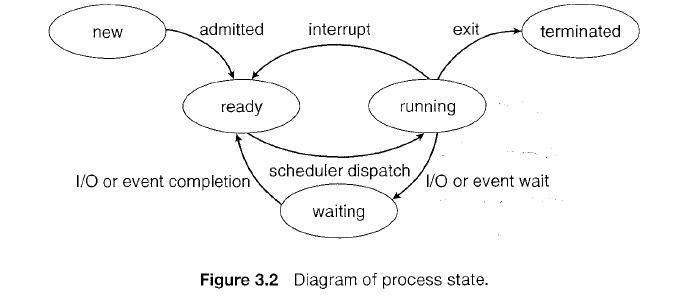 new
admitted
interrupt
exit
terminated
ready
running
scheduler dispatch
I/O or event completion
I/O or event wait
waiting
Figure 3.2 Diagram of process state.